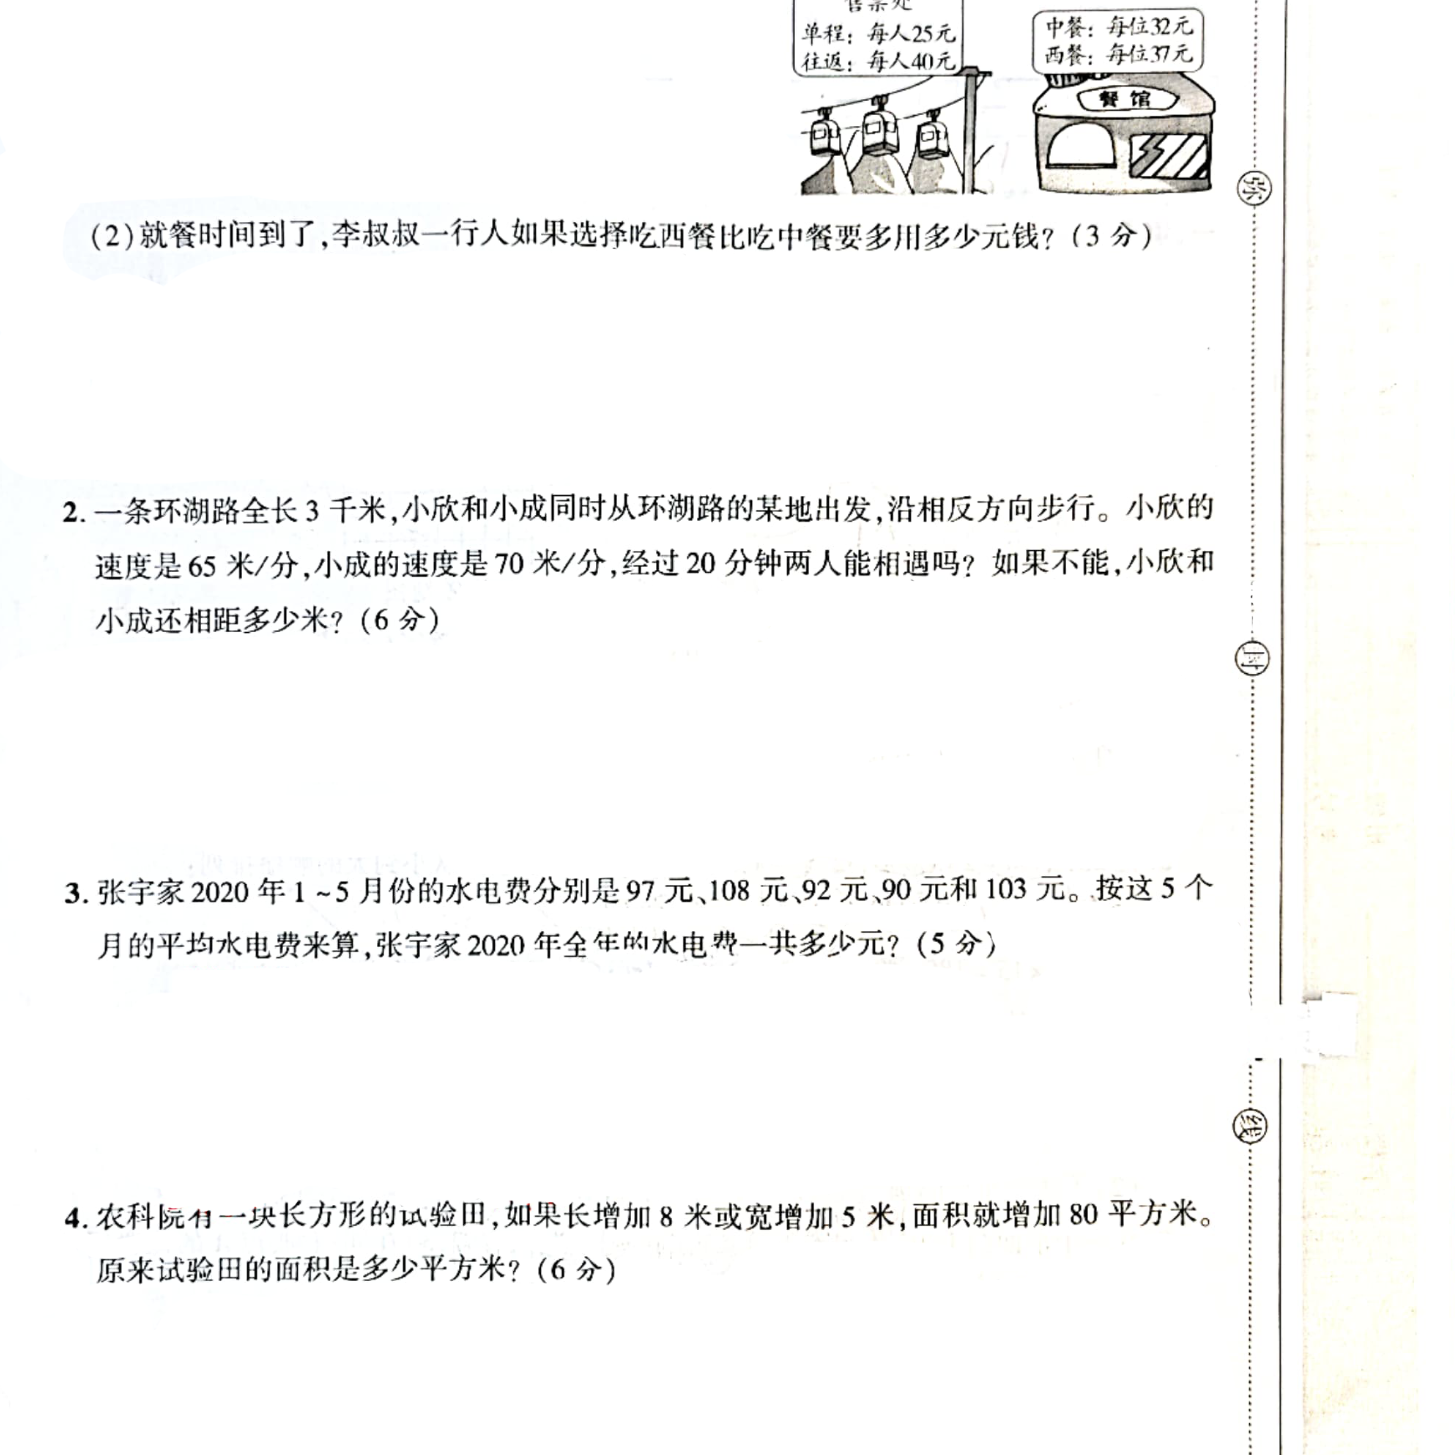 售票处
单程：每人25元
往返：每人40元
中餐：每位32元
西餐：每位37元
餐馆
(2)就餐时间到了,李叔叔一行人如果选择吃西餐比吃中餐要多用多少元钱?(3分)
2. 一条环湖路全长3千米,小欣和小成同时从环湖路的某地出发,沿相反方向步行。小欣的
速度是65米/分,小成的速度是70米/分,经过20分钟两人能相遇吗?如果不能,小欣和
小成还相距多少米?(6分)
3. 张宇家2020年1~5月份的水电费分别是97元、108元、92元、90元和103元。按这5个
月的平均水电费来算,张宇家2020年全年的水电费一共多少元?(5分)
4. 农科院有一块长方形的试验田,如果长增加8米或宽增加5米,面积就增加80平方米。
原来试验田的面积是多少平方米?(6分)
弥
封
线